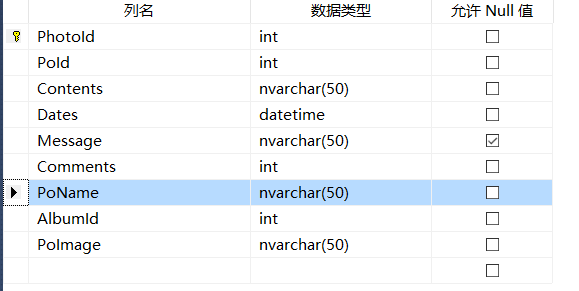 列名 数据类型 允许 Null 值
PhotoId int
PoId int
Contents nvarchar(50)
Dates datetime
Message nvarchar(50)
Comments int
PoName nvarchar(50)
AlbumId int
PoImage nvarchar(50)